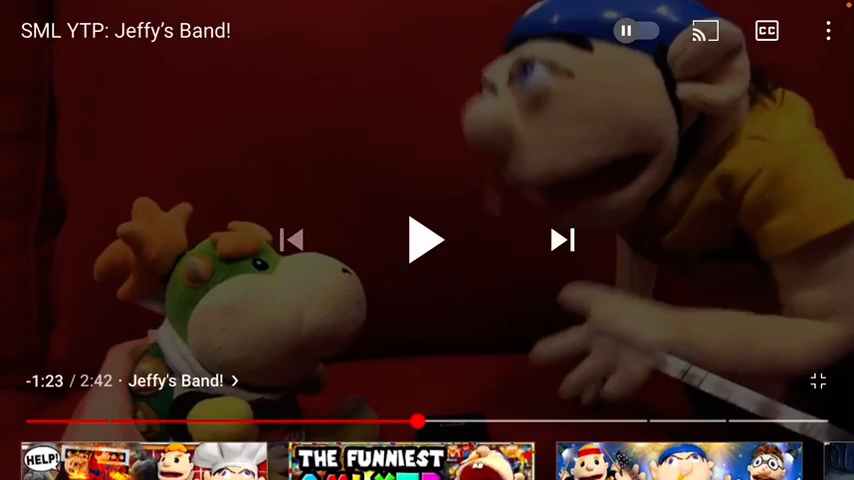 SML YTP: Jeffy’s Band!
CC
-1:23 / 2:42 · Jeffy's Band! >
HELP!
THE FUNNIEST